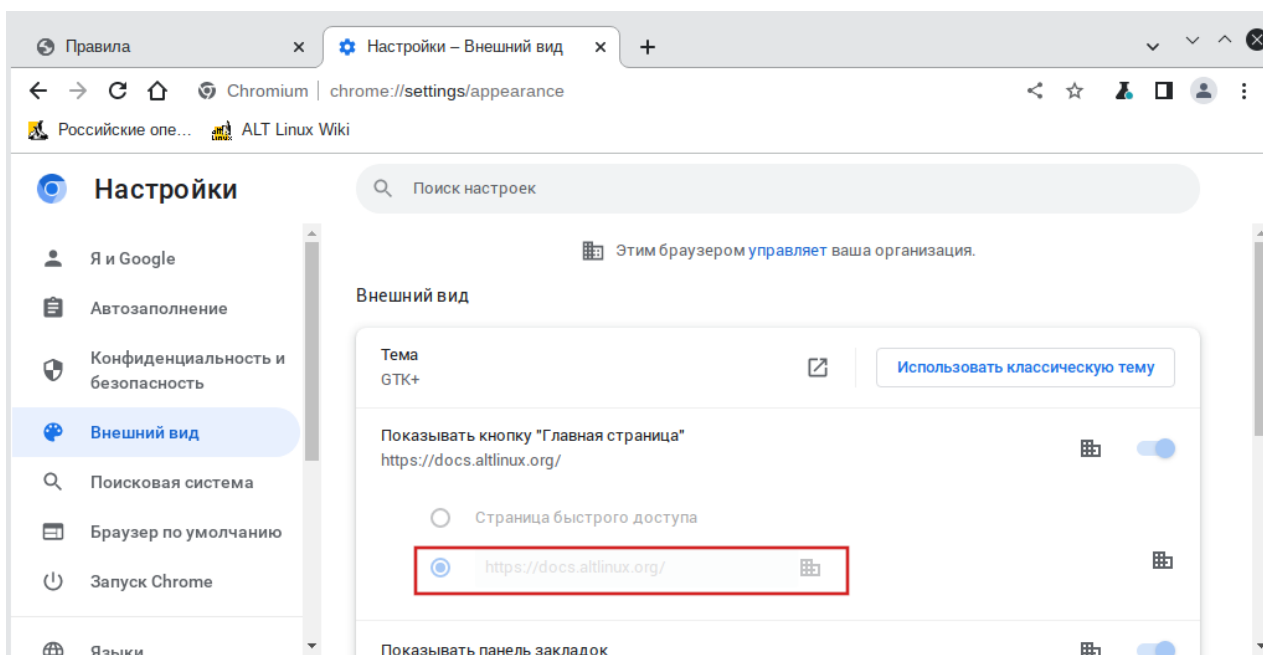 Правила
Настройки – Внешний вид
Chromium | chrome://settings/appearance
Российские опе... ALT Linux Wiki
Настройки
Поиск настроек
Я и Google
Автозаполнение
Конфиденциальность и
безопасность
Внешний вид
Поисковая система
Браузер по умолчанию
Запуск Chrome
Языки
Этим браузером управляет ваша организация.
Внешний вид
Тема
GTK+
Использовать классическую тему
Показывать кнопку "Главная страница"
https://docs.altlinux.org/
Страница быстрого доступа
https://docs.altlinux.org/
Показывать панель закладок